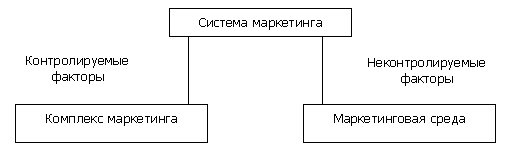 Система маркетинга
Контролируемые
факторы
Неконтролируемые
факторы
Комплекс маркетинга
Маркетинговая среда